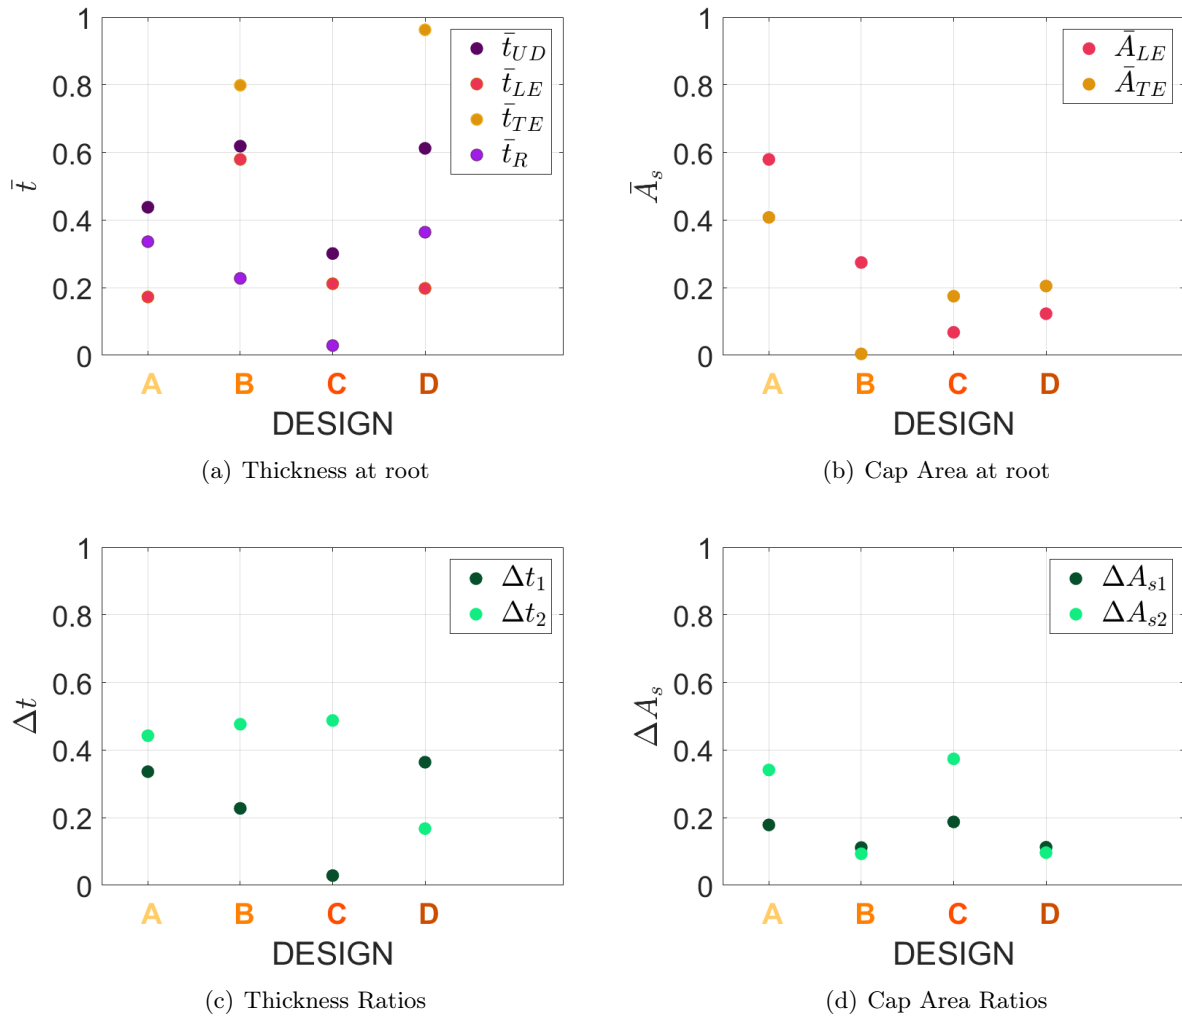 1
0.8
0.6
0.4
0.2
0
t̄
t̄_UD
t̄_LE
t̄_TE
t̄_R
A B C D
DESIGN
(a) Thickness at root
1
0.8
0.6
0.4
0.2
0
Ā_s
Ā_LE
Ā_TE
A B C D
DESIGN
(b) Cap Area at root
1
0.8
0.6
0.4
0.2
0
Δt
Δt_1
Δt_2
A B C D
DESIGN
(c) Thickness Ratios
1
0.8
0.6
0.4
0.2
0
ΔA_s
ΔA_s1
ΔA_s2
A B C D
DESIGN
(d) Cap Area Ratios